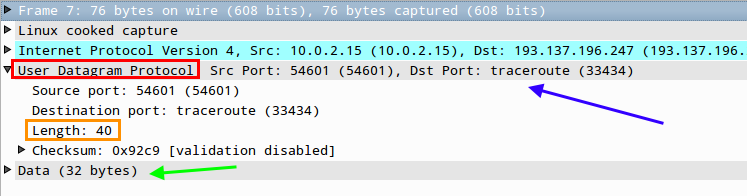 Frame 7: 76 bytes on wire (608 bits), 76 bytes captured (608 bits)
Linux cooked capture
Internet Protocol Version 4, Src: 10.0.2.15 (10.0.2.15), Dst: 193.137.196.247 (193.137.196.
User Datagram Protocol Src Port: 54601 (54601), Dst Port: traceroute (33434)
Source port: 54601 (54601)
Destination port: traceroute (33434)
Length: 40
Checksum: 0x92c9 [validation disabled]
Data (32 bytes)